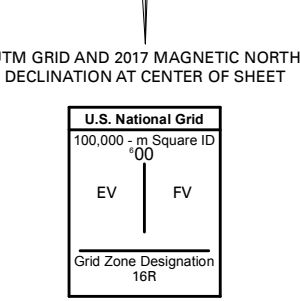 UTM GRID AND 2017 MAGNETIC NORTH
DECLINATION AT CENTER OF SHEET
U.S. National Grid
100,000 - m Square ID
⁶00
EV FV
Grid Zone Designation
16R